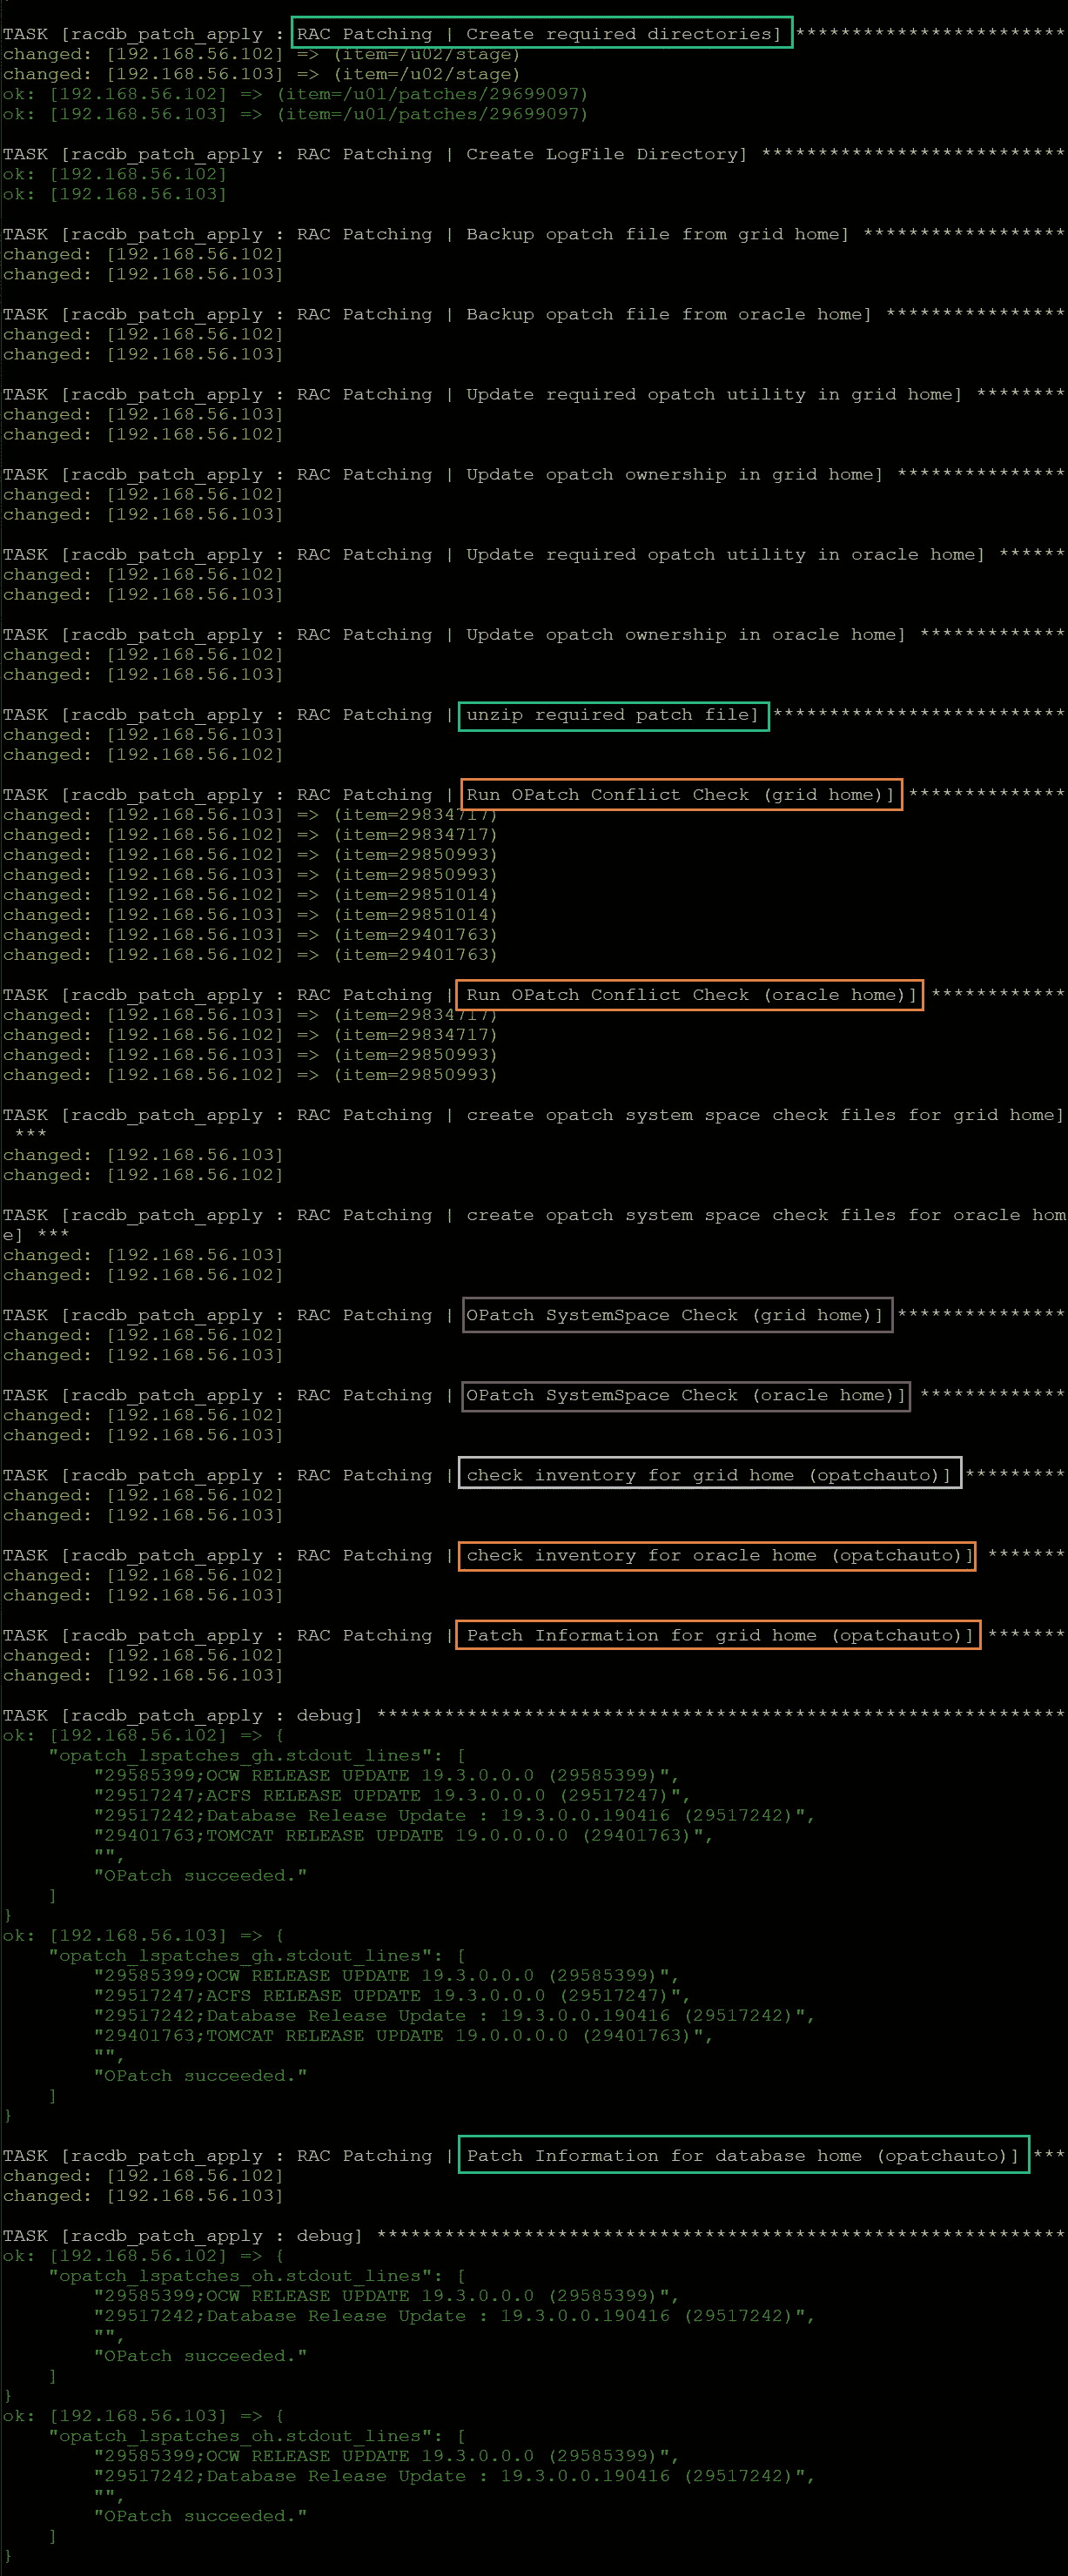 TASK [racdb_patch_apply : RAC Patching | Create required directories] ************************
changed: [192.168.56.102] => (item=/u02/stage)
changed: [192.168.56.103] => (item=/u02/stage)
ok: [192.168.56.102] => (item=/u01/patches/29699097)
ok: [192.168.56.103] => (item=/u01/patches/29699097)
TASK [racdb_patch_apply : RAC Patching | Create LogFile Directory] ***************************
ok: [192.168.56.102]
ok: [192.168.56.103]
TASK [racdb_patch_apply : RAC Patching | Backup opatch file from grid home] ******************
changed: [192.168.56.102]
changed: [192.168.56.103]
TASK [racdb_patch_apply : RAC Patching | Backup opatch file from oracle home] ****************
changed: [192.168.56.102]
changed: [192.168.56.103]
TASK [racdb_patch_apply : RAC Patching | Update required opatch utility in grid home] ********
changed: [192.168.56.103]
changed: [192.168.56.102]
TASK [racdb_patch_apply : RAC Patching | Update opatch ownership in grid home] ***************
changed: [192.168.56.102]
changed: [192.168.56.103]
TASK [racdb_patch_apply : RAC Patching | Update required opatch utility in oracle home] ******
changed: [192.168.56.102]
changed: [192.168.56.103]
TASK [racdb_patch_apply : RAC Patching | Update opatch ownership in oracle home] *************
changed: [192.168.56.102]
changed: [192.168.56.103]
TASK [racdb_patch_apply : RAC Patching | unzip required patch file] **************************
changed: [192.168.56.103]
changed: [192.168.56.102]
TASK [racdb_patch_apply : RAC Patching | Run OPatch Conflict Check (grid home)] **************
changed: [192.168.56.103] => (item=29834717)
changed: [192.168.56.102] => (item=29834717)
changed: [192.168.56.102] => (item=29850993)
changed: [192.168.56.103] => (item=29850993)
changed: [192.168.56.102] => (item=29851014)
changed: [192.168.56.103] => (item=29851014)
changed: [192.168.56.103] => (item=29401763)
changed: [192.168.56.102] => (item=29401763)
TASK [racdb_patch_apply : RAC Patching | Run OPatch Conflict Check (oracle home)] ************
changed: [192.168.56.103] => (item=29834717)
changed: [192.168.56.102] => (item=29834717)
changed: [192.168.56.103] => (item=29850993)
changed: [192.168.56.102] => (item=29850993)
TASK [racdb_patch_apply : RAC Patching | create opatch system space check files for grid home]
***
changed: [192.168.56.103]
changed: [192.168.56.102]
TASK [racdb_patch_apply : RAC Patching | create opatch system space check files for oracle hom
e] ***
changed: [192.168.56.103]
changed: [192.168.56.102]
TASK [racdb_patch_apply : RAC Patching | OPatch SystemSpace Check (grid home)] ***************
changed: [192.168.56.102]
changed: [192.168.56.103]
TASK [racdb_patch_apply : RAC Patching | OPatch SystemSpace Check (oracle home)] *************
changed: [192.168.56.102]
changed: [192.168.56.103]
TASK [racdb_patch_apply : RAC Patching | check inventory for grid home (opatchauto)] *********
changed: [192.168.56.102]
changed: [192.168.56.103]
TASK [racdb_patch_apply : RAC Patching | check inventory for oracle home (opatchauto)] *******
changed: [192.168.56.102]
changed: [192.168.56.103]
TASK [racdb_patch_apply : RAC Patching | Patch Information for grid home (opatchauto)] *******
changed: [192.168.56.102]
changed: [192.168.56.103]
TASK [racdb_patch_apply : debug] *************************************************************
ok: [192.168.56.102] => {
    "opatch_lspatches_gh.stdout_lines": [
        "29585399;OCW RELEASE UPDATE 19.3.0.0.0 (29585399)",
        "29517247;ACFS RELEASE UPDATE 19.3.0.0.0 (29517247)",
        "29517242;Database Release Update : 19.3.0.0.190416 (29517242)",
        "29401763;TOMCAT RELEASE UPDATE 19.0.0.0.0 (29401763)",
        "",
        "OPatch succeeded."
    ]
}
ok: [192.168.56.103] => {
    "opatch_lspatches_gh.stdout_lines": [
        "29585399;OCW RELEASE UPDATE 19.3.0.0.0 (29585399)",
        "29517247;ACFS RELEASE UPDATE 19.3.0.0.0 (29517247)",
        "29517242;Database Release Update : 19.3.0.0.190416 (29517242)",
        "29401763;TOMCAT RELEASE UPDATE 19.0.0.0.0 (29401763)",
        "",
        "OPatch succeeded."
    ]
}
TASK [racdb_patch_apply : RAC Patching | Patch Information for database home (opatchauto)] ***
changed: [192.168.56.102]
changed: [192.168.56.103]
TASK [racdb_patch_apply : debug] *************************************************************
ok: [192.168.56.102] => {
    "opatch_lspatches_oh.stdout_lines": [
        "29585399;OCW RELEASE UPDATE 19.3.0.0.0 (29585399)",
        "29517242;Database Release Update : 19.3.0.0.190416 (29517242)",
        "",
        "OPatch succeeded."
    ]
}
ok: [192.168.56.103] => {
    "opatch_lspatches_oh.stdout_lines": [
        "29585399;OCW RELEASE UPDATE 19.3.0.0.0 (29585399)",
        "29517242;Database Release Update : 19.3.0.0.190416 (29517242)",
        "",
        "OPatch succeeded."
    ]
}